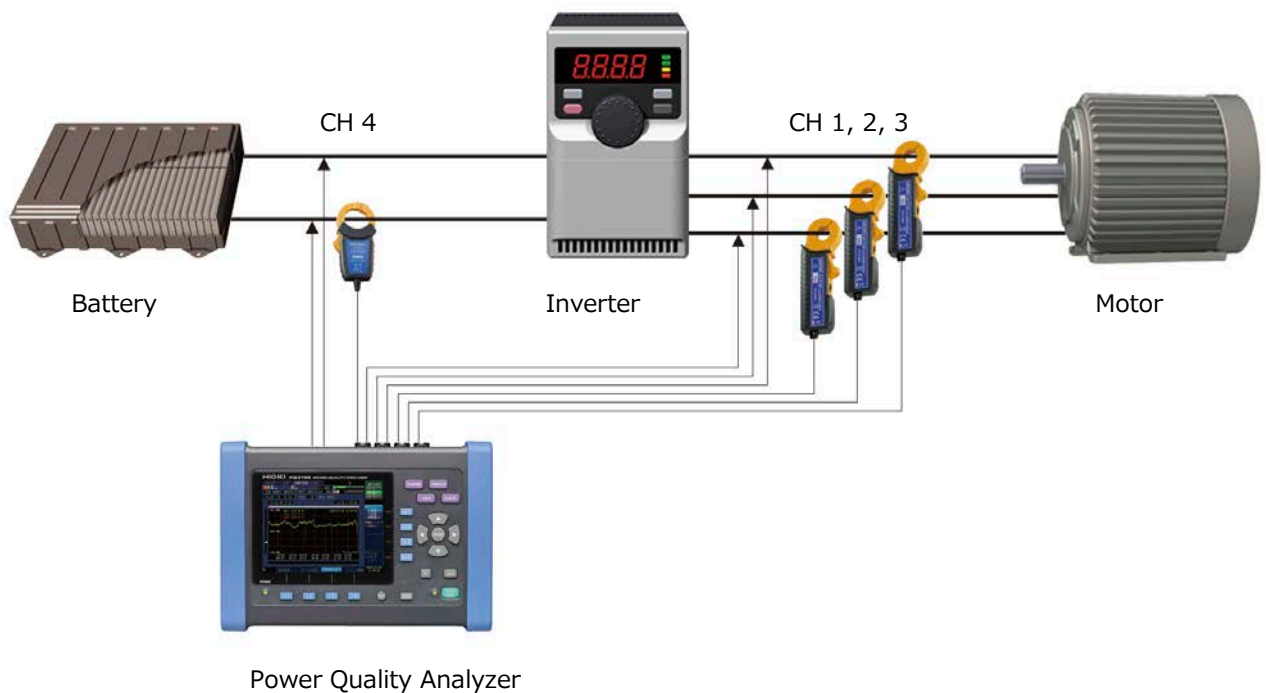 CH 4
8.8.8.8
CH 1, 2, 3
Battery
Inverter
Motor
HIOKI
Power Quality Analyzer